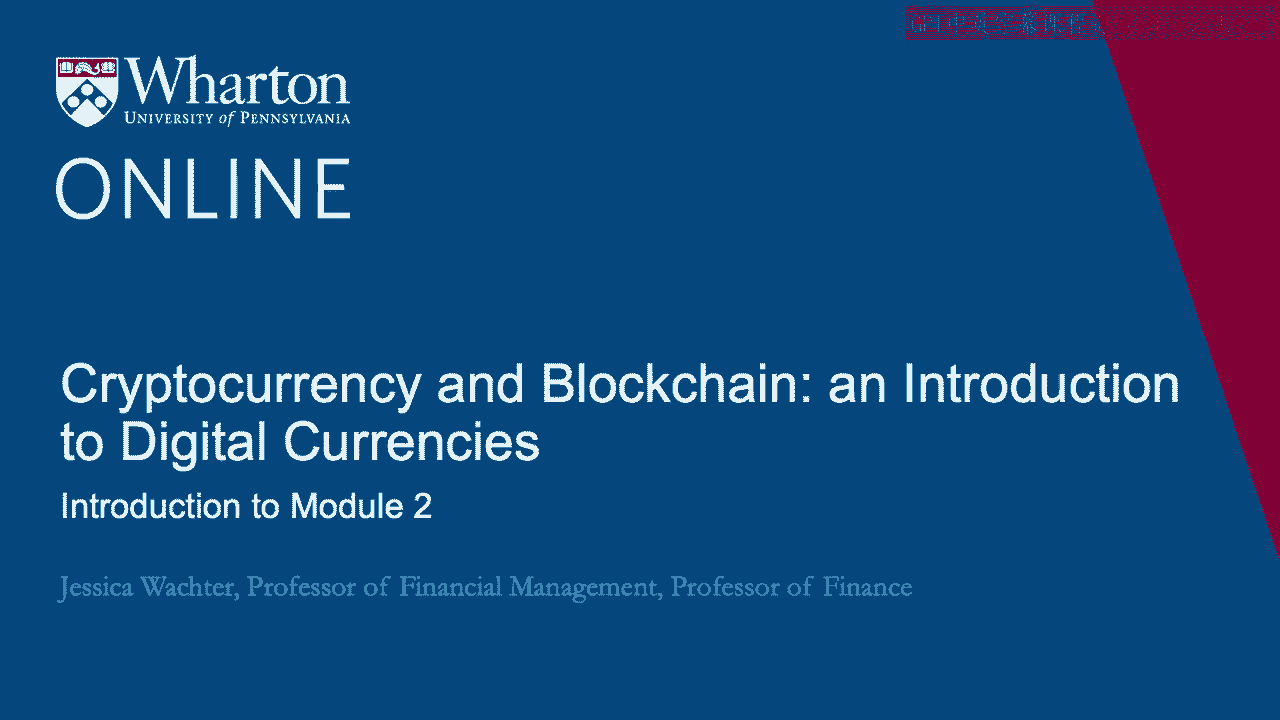 Wharton
UNIVERSITY of PENNSYLVANIA
ONLINE
Cryptocurrency and Blockchain: an Introduction
to Digital Currencies
Introduction to Module 2
Jessica Wachter, Professor of Financial Management, Professor of Finance